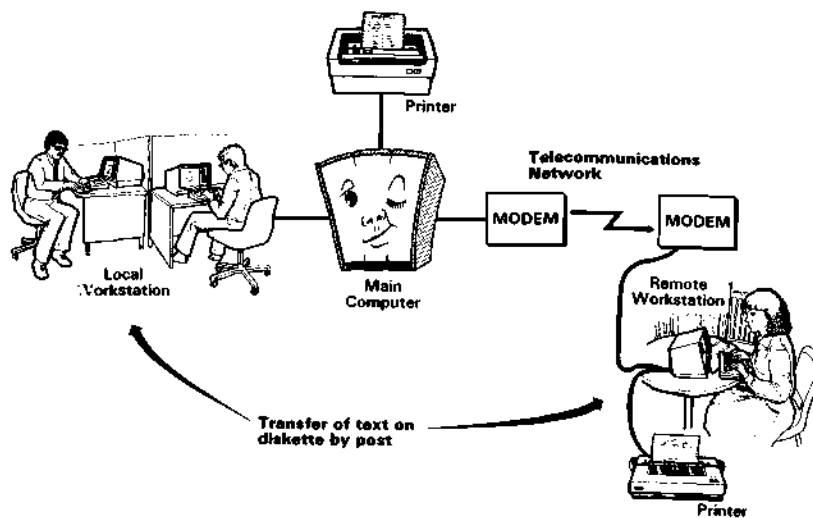 Printer
Telecommunications
Network
MODEM
MODEM
Local
Workstation
Main
Computer
Remote
Workstation
Transfer of text on
diskette by post
Printer